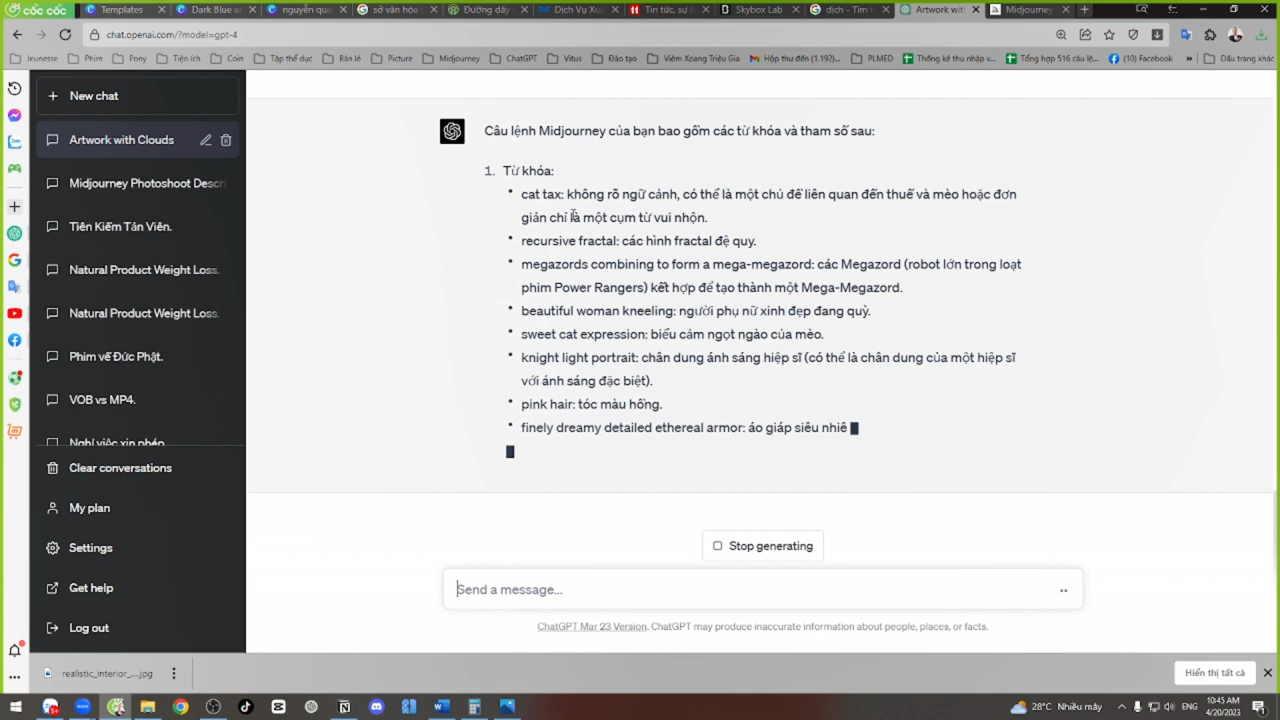 cốc cốc
Templates
Dark Blue an
nguyễn qua
sở văn hóa t
Đường dây
Dịch Vụ Xuấ
Tin tức, sự k
Skybox Lab
dịch - Tìm t
Artwork with
Midjourney
chat.openai.com/?model=gpt-4
Jeunesse
Phim
Pony
Tiện ích
Coin
Tập thể dục
Bán lẻ
Picture
Midjourney
ChatGPT
Vitus
Đào tạo
Viêm Xoang Triệu Gia
Hộp thư đến (1.192)...
PLMED
Thống kê thu nhập v...
Tổng hợp 516 câu lệ...
(10) Facebook
»
Dấu trang khác
New chat
Artwork with Clouds
Midjourney Photoshoot Descri
Tiên Kiếm Tản Viên.
Natural Product Weight Loss.
Natural Product Weight Loss.
Phim về Đức Phật.
VOB vs MP4.
Nghỉ việc xin phép
Clear conversations
My plan
Settings
Get help
Log out
Câu lệnh Midjourney của bạn bao gồm các từ khóa và tham số sau:
1. Từ khóa:
• cat tax: không rõ ngữ cảnh, có thể là một chủ đề liên quan đến thuế và mèo hoặc đơn
giản chỉ là một cụm từ vui nhộn.
• recursive fractal: các hình fractal đệ quy.
• megazords combining to form a mega-megazord: các Megazord (robot lớn trong loạt
phim Power Rangers) kết hợp để tạo thành một Mega-Megazord.
• beautiful woman kneeling: người phụ nữ xinh đẹp đang quỳ.
• sweet cat expression: biểu cảm ngọt ngào của mèo.
• knight light portrait: chân dung ánh sáng hiệp sĩ (có thể là chân dung của một hiệp sĩ
với ánh sáng đặc biệt).
• pink hair: tóc màu hồng.
• finely dreamy detailed ethereal armor: áo giáp siêu nhiê
Stop generating
Send a message...
ChatGPT Mar 23 Version. ChatGPT may produce inaccurate information about people, places, or facts.
realistic_interior_....jpg
Hiển thị tất cả
28°C Nhiều mây
ENG
10:45 AM
4/20/2023